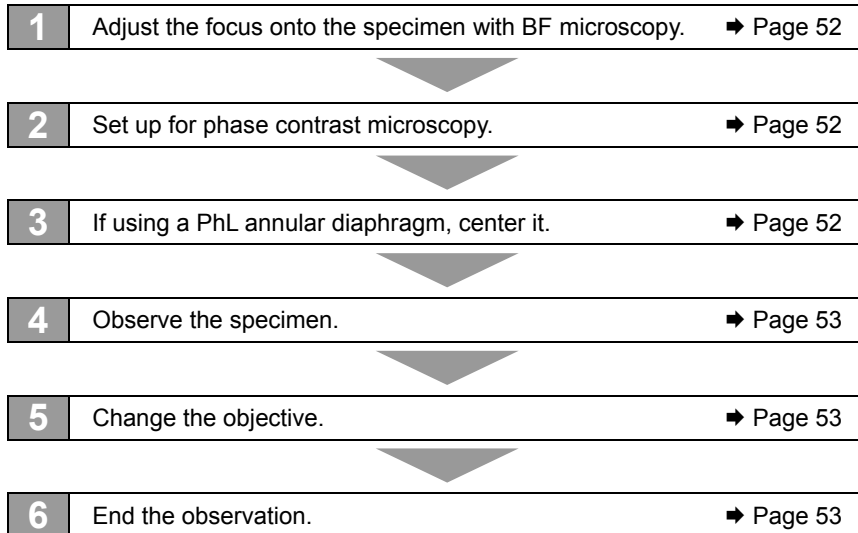 1 Adjust the focus onto the specimen with BF microscopy. ➡ Page 52
2 Set up for phase contrast microscopy. ➡ Page 52
3 If using a PhL annular diaphragm, center it. ➡ Page 52
4 Observe the specimen. ➡ Page 53
5 Change the objective. ➡ Page 53
6 End the observation. ➡ Page 53